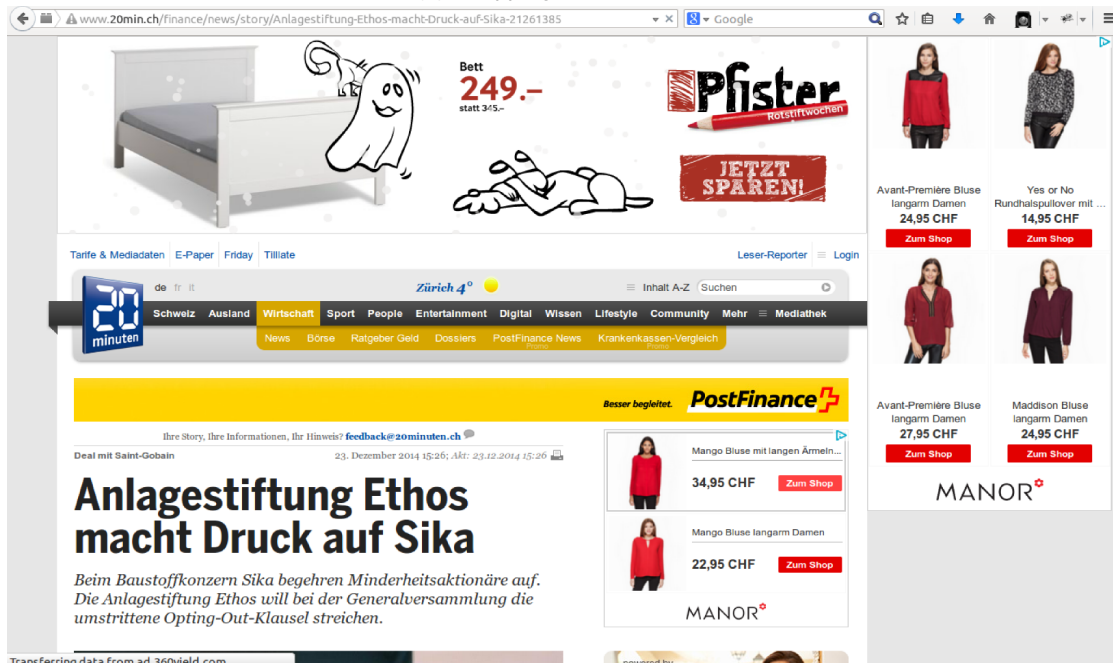 www.20min.ch/finance/news/story/Anlagestiftung-Ethos-macht-Druck-auf-Sika-21261385
Google
Bett
249.–
statt 345.–
Pfister
Rotstiftwochen
JETZT
SPAREN!
Avant-Première Bluse
langarm Damen
24,95 CHF
Zum Shop
Yes or No
Rundhalspullover mit ...
14,95 CHF
Zum Shop
Avant-Première Bluse
langarm Damen
27,95 CHF
Zum Shop
Maddison Bluse
langarm Damen
24,95 CHF
Zum Shop
MANOR
Tarife & Mediadaten E-Paper Friday Tilllate
Leser-Reporter Login
20
minuten
de fr it
Zürich 4°
Inhalt A-Z Suchen
Schweiz Ausland Wirtschaft Sport People Entertainment Digital Wissen Lifestyle Community Mehr Mediathek
News Börse Ratgeber Geld Dossiers PostFinance News Krankenkassen-Vergleich
Promo Promo
Besser begleitet. PostFinance
Ihre Story, Ihre Informationen, Ihr Hinweis? feedback@20minuten.ch
Deal mit Saint-Gobain
23. Dezember 2014 15:26; Akt: 23.12.2014 15:26
Anlagestiftung Ethos
macht Druck auf Sika
Beim Baustoffkonzern Sika begehren Minderheitsaktionäre auf.
Die Anlagestiftung Ethos will bei der Generalversammlung die
umstrittene Opting-Out-Klausel streichen.
Mango Bluse mit langen Ärmeln...
34,95 CHF
Zum Shop
Mango Bluse langarm Damen
22,95 CHF
Zum Shop
MANOR
powered by
Transferring data from ad.360yield.com...